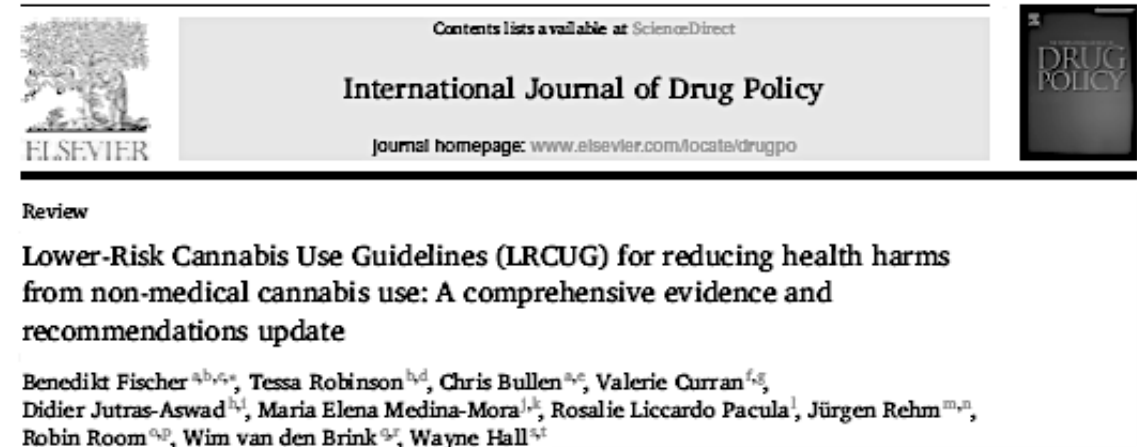 Contents lists available at ScienceDirect
International Journal of Drug Policy
journal homepage: www.elsevier.com/locate/drugpo
ELSEVIER
DRUG
POLICY
Review
Lower-Risk Cannabis Use Guidelines (LRCUG) for reducing health harms
from non-medical cannabis use: A comprehensive evidence and
recommendations update
Benedikt Fischer a,b,c,*, Tessa Robinson b,d, Chris Bullen a,e, Valerie Curran f,g,
Didier Jutras-Aswad h,i, Maria Elena Medina-Mora j,k, Rosalie Liccardo Pacula l, Jürgen Rehm m,n,
Robin Room o,p, Wim van den Brink q,r, Wayne Hall s,t